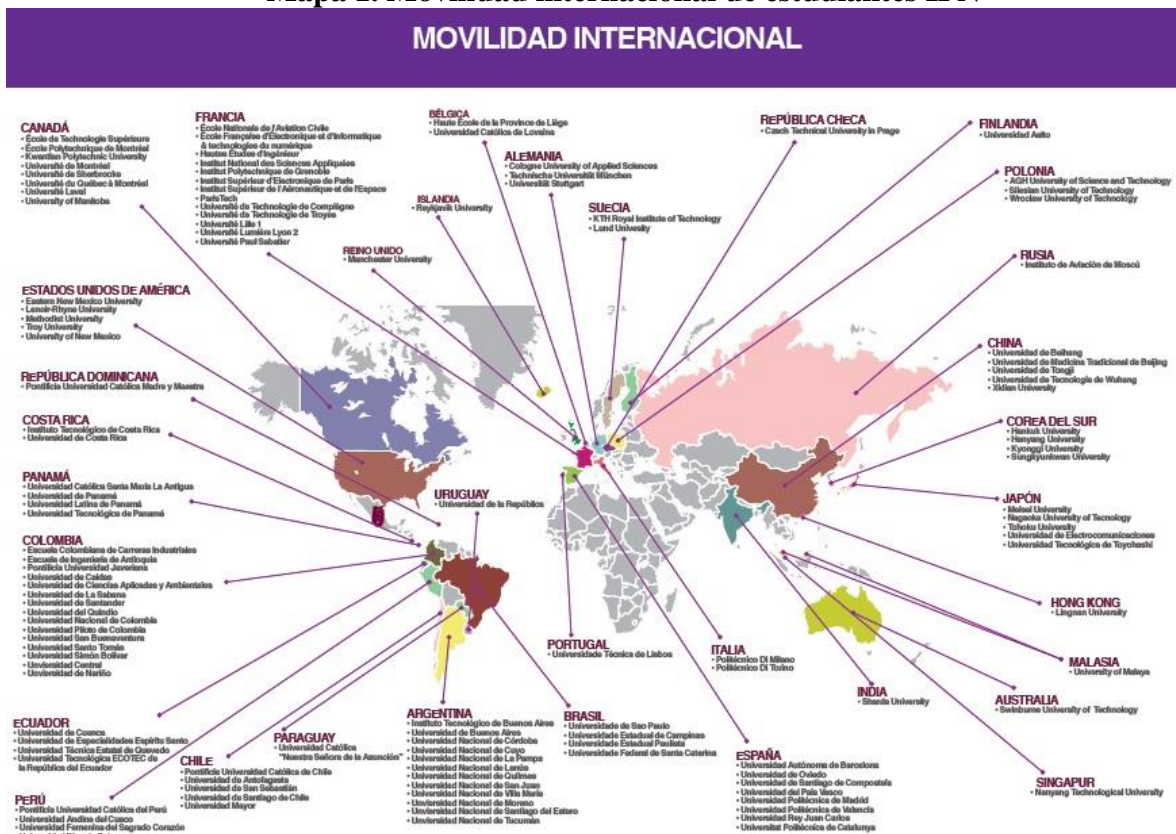 Mapa 1. Movilidad internacional de estudiantes IPN
MOVILIDAD INTERNACIONAL
CANADÁ
• École de Technologie Supérieure
• École Polytechnique de Montréal
• Kwantlan Polytechnic University
• Université de Montréal
• Université de Sherbrooke
• Université du Québec à Montréal
• Université Laval
• University of Manitoba
FRANCIA
• École Nationale de l'Aviation Civile
• École Française d'Électronique et d'Informatique
& technologies du numérique
• Hautes Études d'Ingénieur
• Institut National des Sciences Appliquées
• Institut Polytechnique de Grenoble
• Institut Supérieur d'Electronique de Paris
• Institut Supérieur de l'Aéronautique et de l'Espace
• ParisTech
• Université de Technologie de Compiègne
• Université de Technologie de Troyes
• Université Lille 1
• Université Lumière Lyon 2
• Université Paul Sabatier
BÉLGICA
• Haute École de la Province de Liège
• Universidad Católica de Lovaina
ALEMANIA
• Cologne University of Applied Sciences
• Technische Universität München
• Universität Stuttgart
ISLANDIA
• Reykjavik University
SUECIA
• KTH Royal Institute of Technology
• Lund Univesity
REINO UNIDO
• Manchester University
REPÚBLICA CHECA
• Czech Technical University in Prage
FINLANDIA
• Universidad Aalto
POLONIA
• AGH University of Science and Technology
• Silesian University of Technology
• Wroclaw University of Technology
RUSIA
• Instituto de Aviación de Moscú
ESTADOS UNIDOS DE AMÉRICA
• Eastern New Mexico University
• Lenoir-Rhyne University
• Methodist University
• Troy University
• University of New Mexico
CHINA
• Universidad de Beihang
• Universidad de Medicina Tradicional de Beijing
• Universidad de Tongji
• Universidad de Tecnología de Wuhang
• Xidian University
REPÚBLICA DOMINICANA
• Pontificia Universidad Católica Madre y Maestra
COSTA RICA
• Instituto Tecnológico de Costa Rica
• Universidad de Costa Rica
COREA DEL SUR
• Hankuk University
• Hanyang University
• Kyonggi University
• Sungkyunkwan University
PANAMÁ
• Universidad Católica Santa María La Antigua
• Universidad de Panamá
• Universidad Latina de Panamá
• Universidad Tecnológica de Panamá
URUGUAY
• Universidad de la República
JAPÓN
• Meisei University
• Nagaoka University of Tecnology
• Tohoku University
• Universidad de Electrocomunicaciones
• Universidad Tecnológica de Toyohashi
COLOMBIA
• Escuela Colombiana de Carreras Industriales
• Escuela de Ingeniería de Antioquia
• Pontificia Universidad Javeriana
• Universidad de Caldas
• Universidad de Ciencias Aplicadas y Ambientales
• Universidad de La Sabana
• Universidad de Santander
• Universidad del Quindío
• Universidad Nacional de Colombia
• Universidad Piloto de Colombia
• Universidad San Buenaventura
• Universidad Santo Tomás
• Universidad Simón Bolívar
• Unviersidad Central
• Unviersidad de Nariño
HONG KONG
• Lingnan University
PORTUGAL
• Universidade Técnica de Lisboa
ITALIA
• Politécnico Di Milano
• Politécnico Di Torino
MALASIA
• University of Malaya
INDIA
• Sharda University
AUSTRALIA
• Swinburne University of Technology
ECUADOR
• Universidad de Cuenca
• Universidad de Especialidades Espíritu Santo
• Universidad Técnica Estatal de Quevedo
• Universidad Tecnológica ECOTEC de
la República del Ecuador
PARAGUAY
• Universidad Católica
"Nuestra Señora de la Asunción"
ARGENTINA
• Instituto Tecnológico de Buenos Aires
• Universidad de Buenos Aires
• Universidad Nacional de Córdoba
• Universidad Nacional de Cuyo
• Universidad Nacional de La Pampa
• Universidad Nacional de Lanús
• Universidad Nacional de Quilmes
• Universidad Nacional de San Juan
• Universidad Nacional de Villa María
• Unviersidad Nacional de Moreno
• Unviersidad Nacional de Santiago del Estero
• Unviersidad Nacional de Tucumán
BRASIL
• Universidade de Sao Paulo
• Universidade Estadual de Campinas
• Universidade Estadual Paulista
• Universidade Federal de Santa Catarina
CHILE
• Pontificia Universidad Católica de Chile
• Universidad de Antofagasta
• Universidad de San Sebastián
• Universidad de Santiago de Chile
• Universidad Mayor
ESPAÑA
• Universidad Autónoma de Barcelona
• Universidad de Oviedo
• Universidad de Santiago de Compostela
• Universidad del País Vasco
• Universidad Politécnica de Madrid
• Universidad Politécnica de Valencia
• Universidad Rey Juan Carlos
• Universitat Politècnica de Catalunya
SINGAPUR
• Nanyang Technological University
PERÚ
• Pontificia Universidad Católica del Perú
• Universidad Andina del Cusco
• Universidad Femenina del Sagrado Corazón